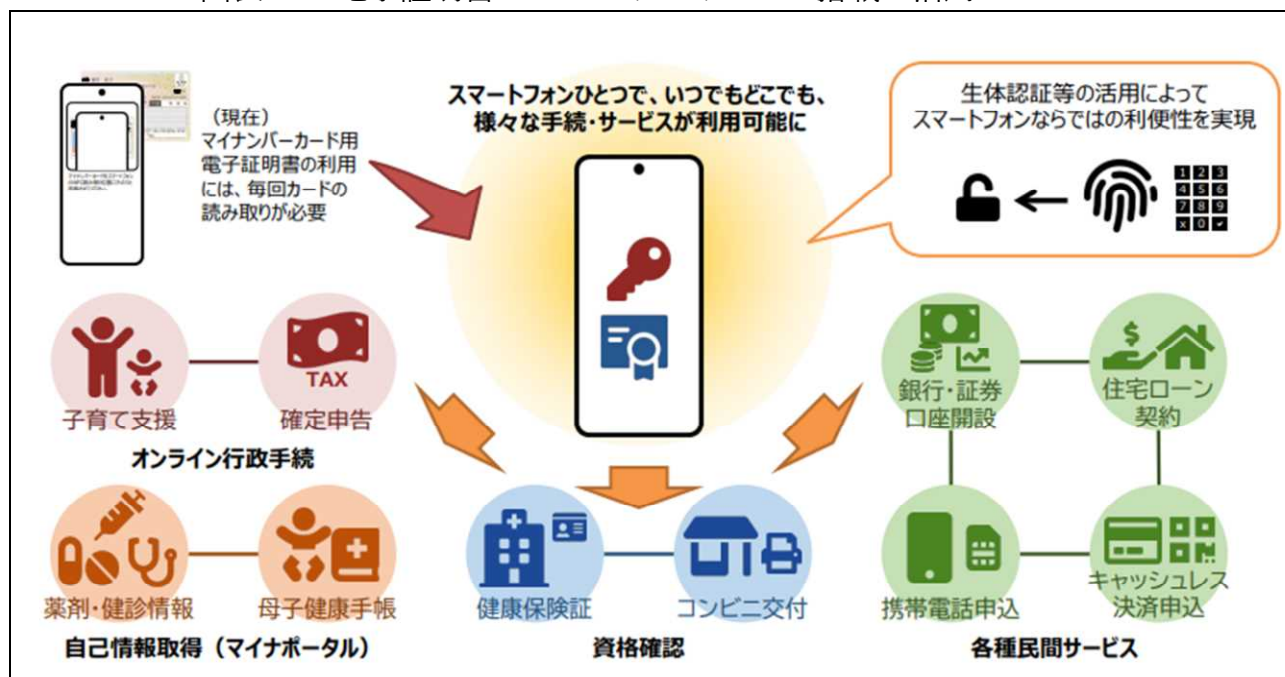 (現在)
マイナンバーカード用
電子証明書の利用
には、毎回カードの
読み取りが必要
スマートフォンひとつで、いつでもどこでも、
様々な手続・サービスが利用可能に
生体認証等の活用によって
スマートフォンならではの利便性を実現
1 2 3
4 5 6
7 8 9
x 0 ✓
子育て支援
TAX
確定申告
オンライン行政手続
薬剤・健診情報
母子健康手帳
自己情報取得(マイナポータル)
健康保険証
コンビニ交付
資格確認
$
銀行・証券
口座開設
住宅ローン
契約
携帯電話申込
キャッシュレス
決済申込
各種民間サービス